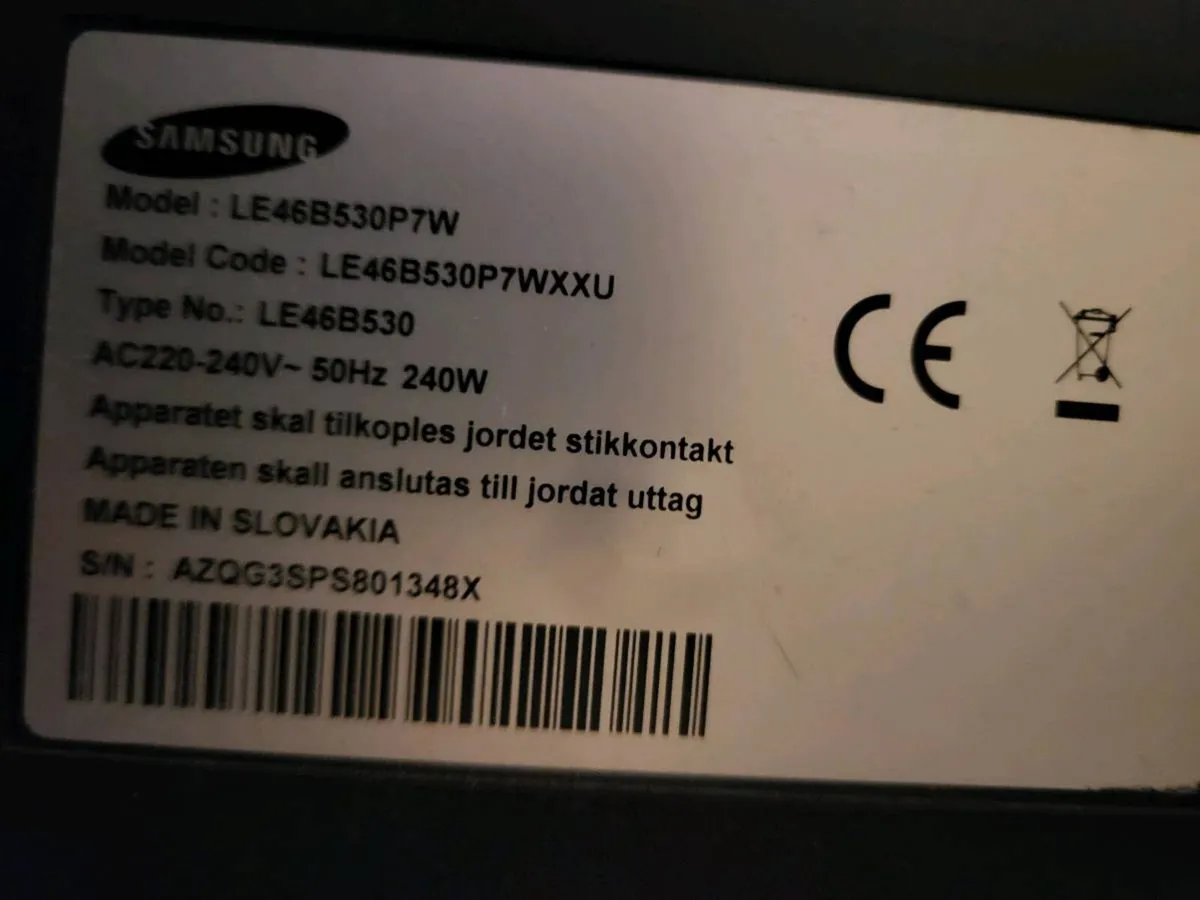 SAMSUNG
Model : LE46B530P7W
Model Code : LE46B530P7WXXU
Type No.: LE46B530
AC220-240V~ 50Hz 240W
Apparatet skal tilkoples jordet stikkontakt
Apparaten skall anslutas till jordat uttag
MADE IN SLOVAKIA
S/N : AZQG3SPS801348X
CE